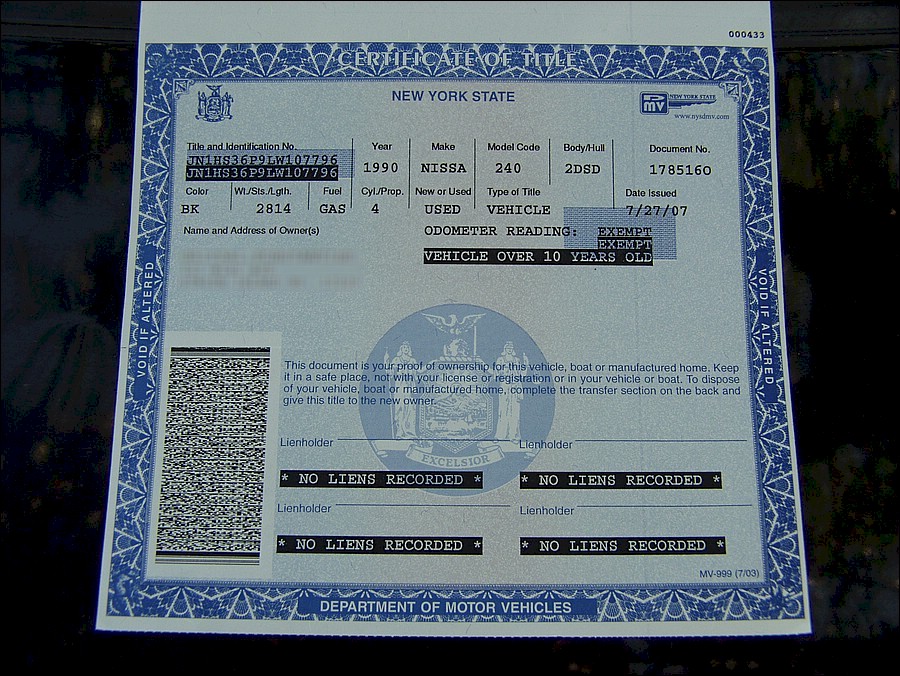 000433
CERTIFICATE OF TITLE
NEW YORK STATE
DMV NEW YORK STATE
www.nysdmv.com
Title and Identification No. Year Make Model Code Body/Hull Document No.
JN1HS36P9LW107796
JN1HS36P9LW107796 1990 NISSA 240 2DSD 178516O
Color Wt./Sts./Lgth. Fuel Cyl./Prop. New or Used Type of Title Date Issued
BK 2814 GAS 4 USED VEHICLE 7/27/07
Name and Address of Owner(s)
ODOMETER READING: EXEMPT
EXEMPT
VEHICLE OVER 10 YEARS OLD
VOID IF ALTERED
VOID IF ALTERED
This document is your proof of ownership for this vehicle, boat or manufactured home. Keep
it in a safe place, not with your license or registration or in your vehicle or boat. To dispose
of your vehicle, boat or manufactured home, complete the transfer section on the back and
give this title to the new owner.
Lienholder Lienholder
EXCELSIOR
* NO LIENS RECORDED * * NO LIENS RECORDED *
Lienholder Lienholder
* NO LIENS RECORDED * * NO LIENS RECORDED *
MV-999 (7/03)
DEPARTMENT OF MOTOR VEHICLES